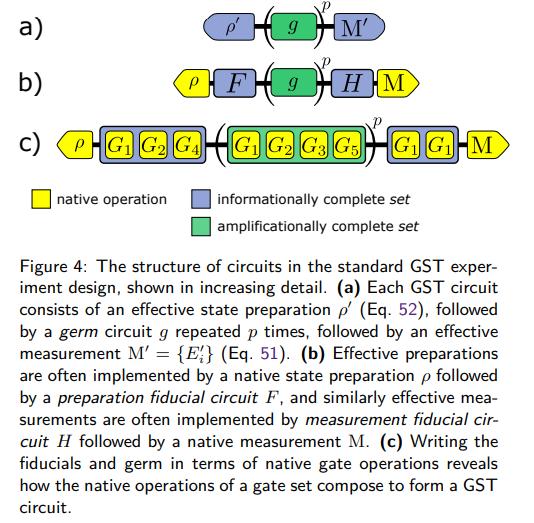 a) ρ′ ( g )ᵖ M′
b) ρ F ( g )ᵖ H M
c) ρ G₁ G₂ G₄ ( G₁ G₂ G₃ G₅ )ᵖ G₁ G₁ M
native operation
informationally complete set
amplificationally complete set
Figure 4: The structure of circuits in the standard GST exper-
iment design, shown in increasing detail. (a) Each GST circuit
consists of an effective state preparation ρ′ (Eq. 52), followed
by a germ circuit g repeated p times, followed by an effective
measurement M′ = {E′ᵢ} (Eq. 51). (b) Effective preparations
are often implemented by a native state preparation ρ followed
by a preparation fiducial circuit F, and similarly effective mea-
surements are often implemented by measurement fiducial cir-
cuit H followed by a native measurement M. (c) Writing the
fiducials and germ in terms of native gate operations reveals
how the native operations of a gate set compose to form a GST
circuit.